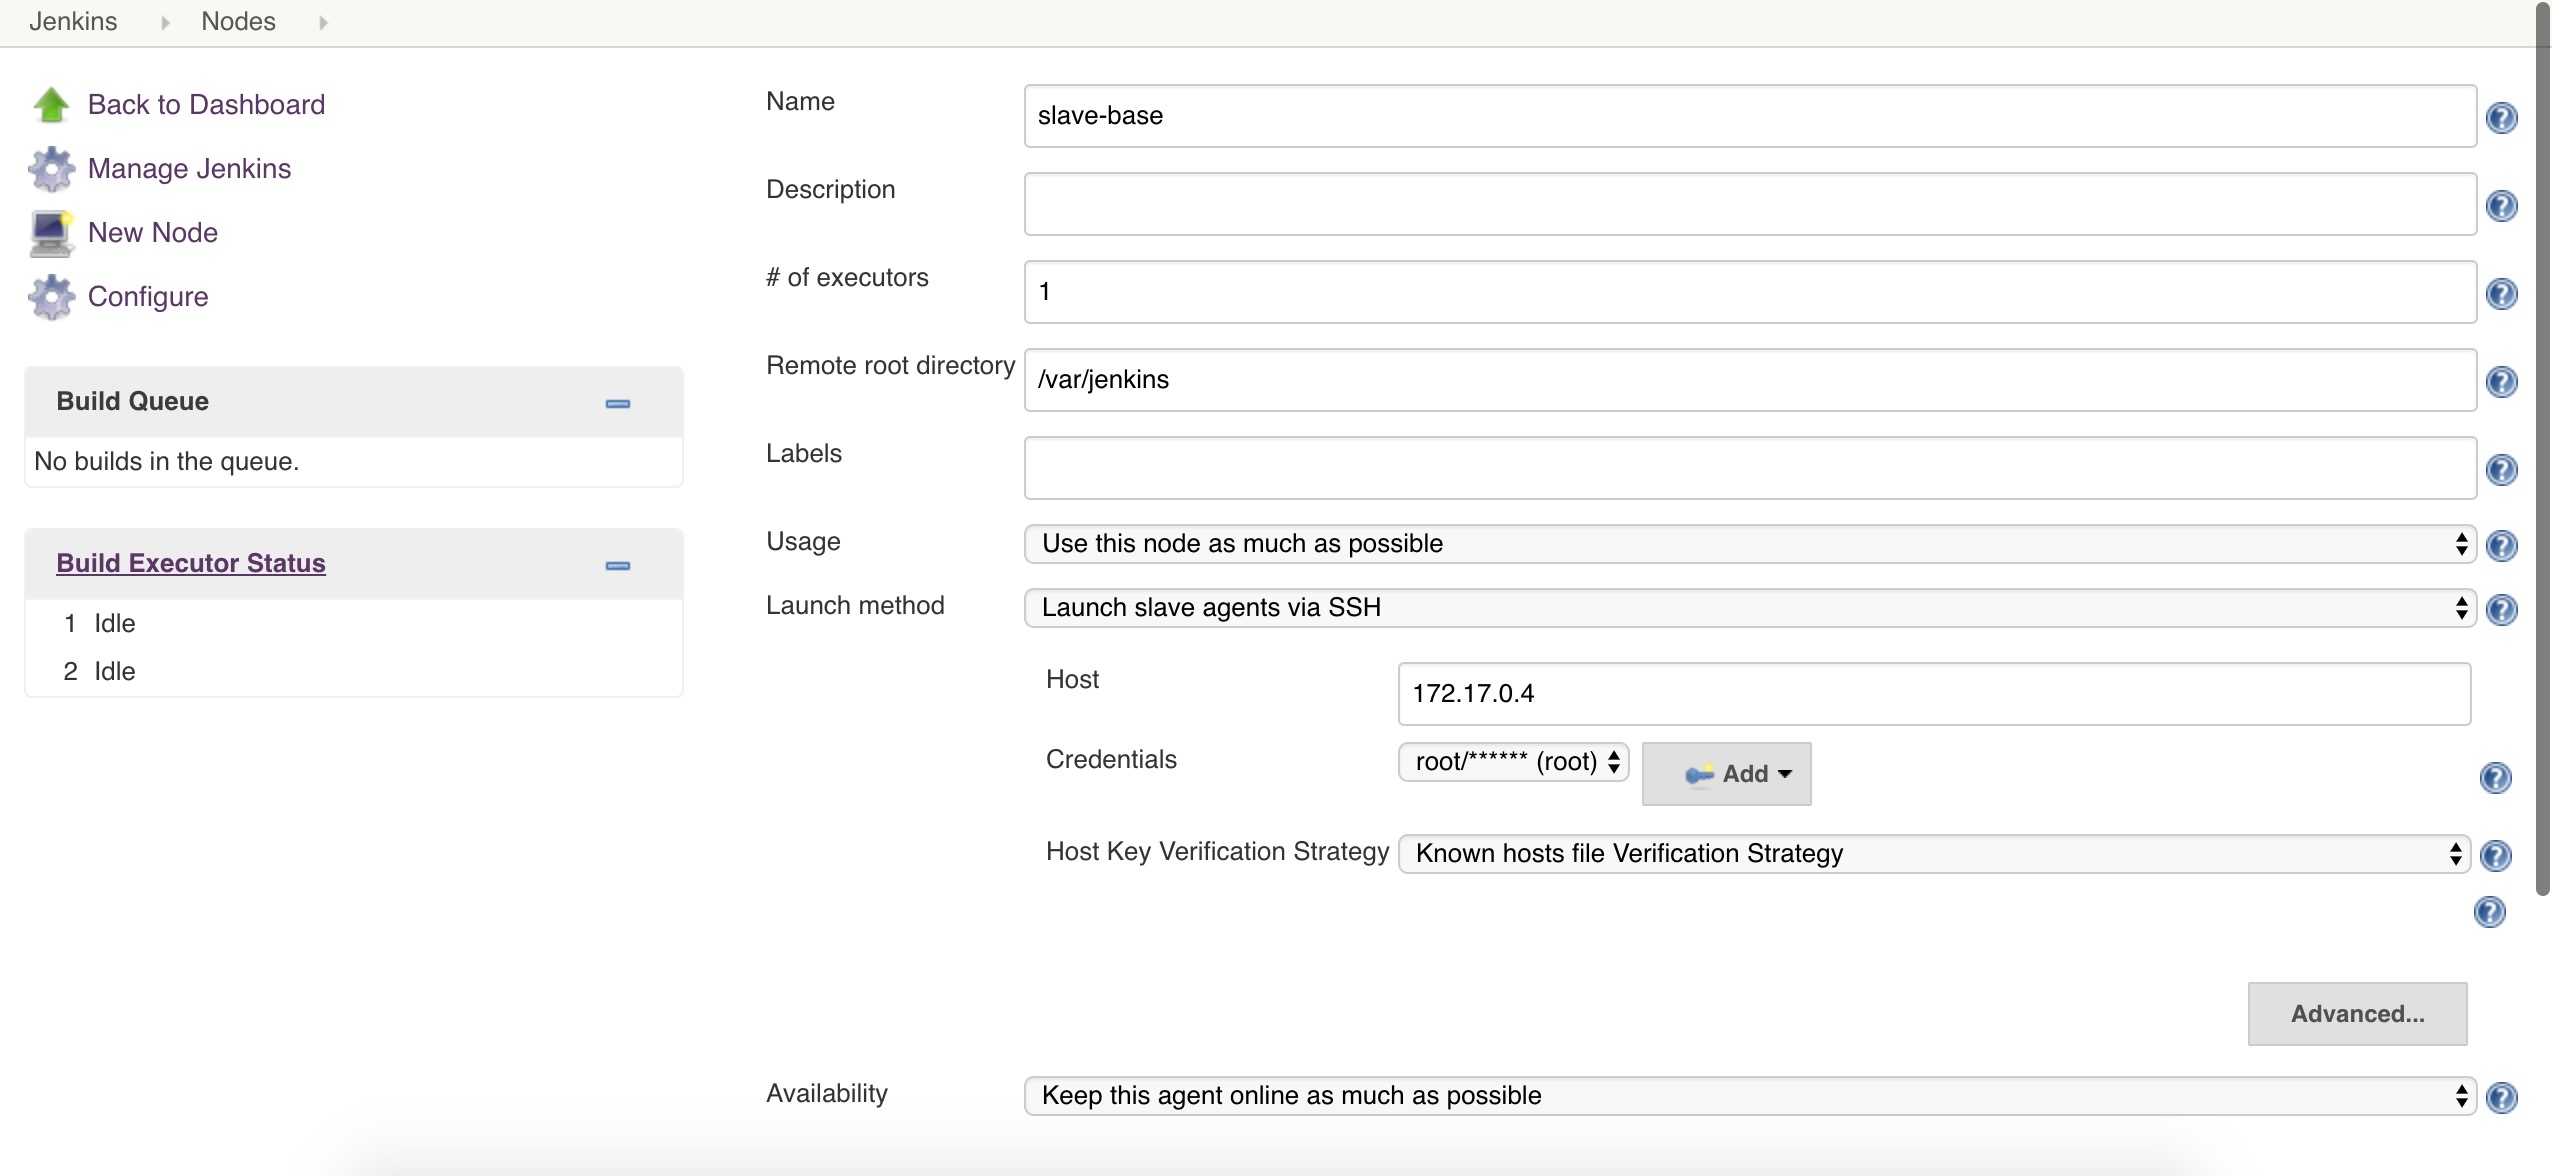 Jenkins Nodes
Back to Dashboard
Manage Jenkins
New Node
Configure
Build Queue
No builds in the queue.
Build Executor Status
1 Idle
2 Idle
Name slave-base
Description
# of executors 1
Remote root directory /var/jenkins
Labels
Usage Use this node as much as possible
Launch method Launch slave agents via SSH
Host 172.17.0.4
Credentials root/****** (root) Add
Host Key Verification Strategy Known hosts file Verification Strategy
Advanced...
Availability Keep this agent online as much as possible